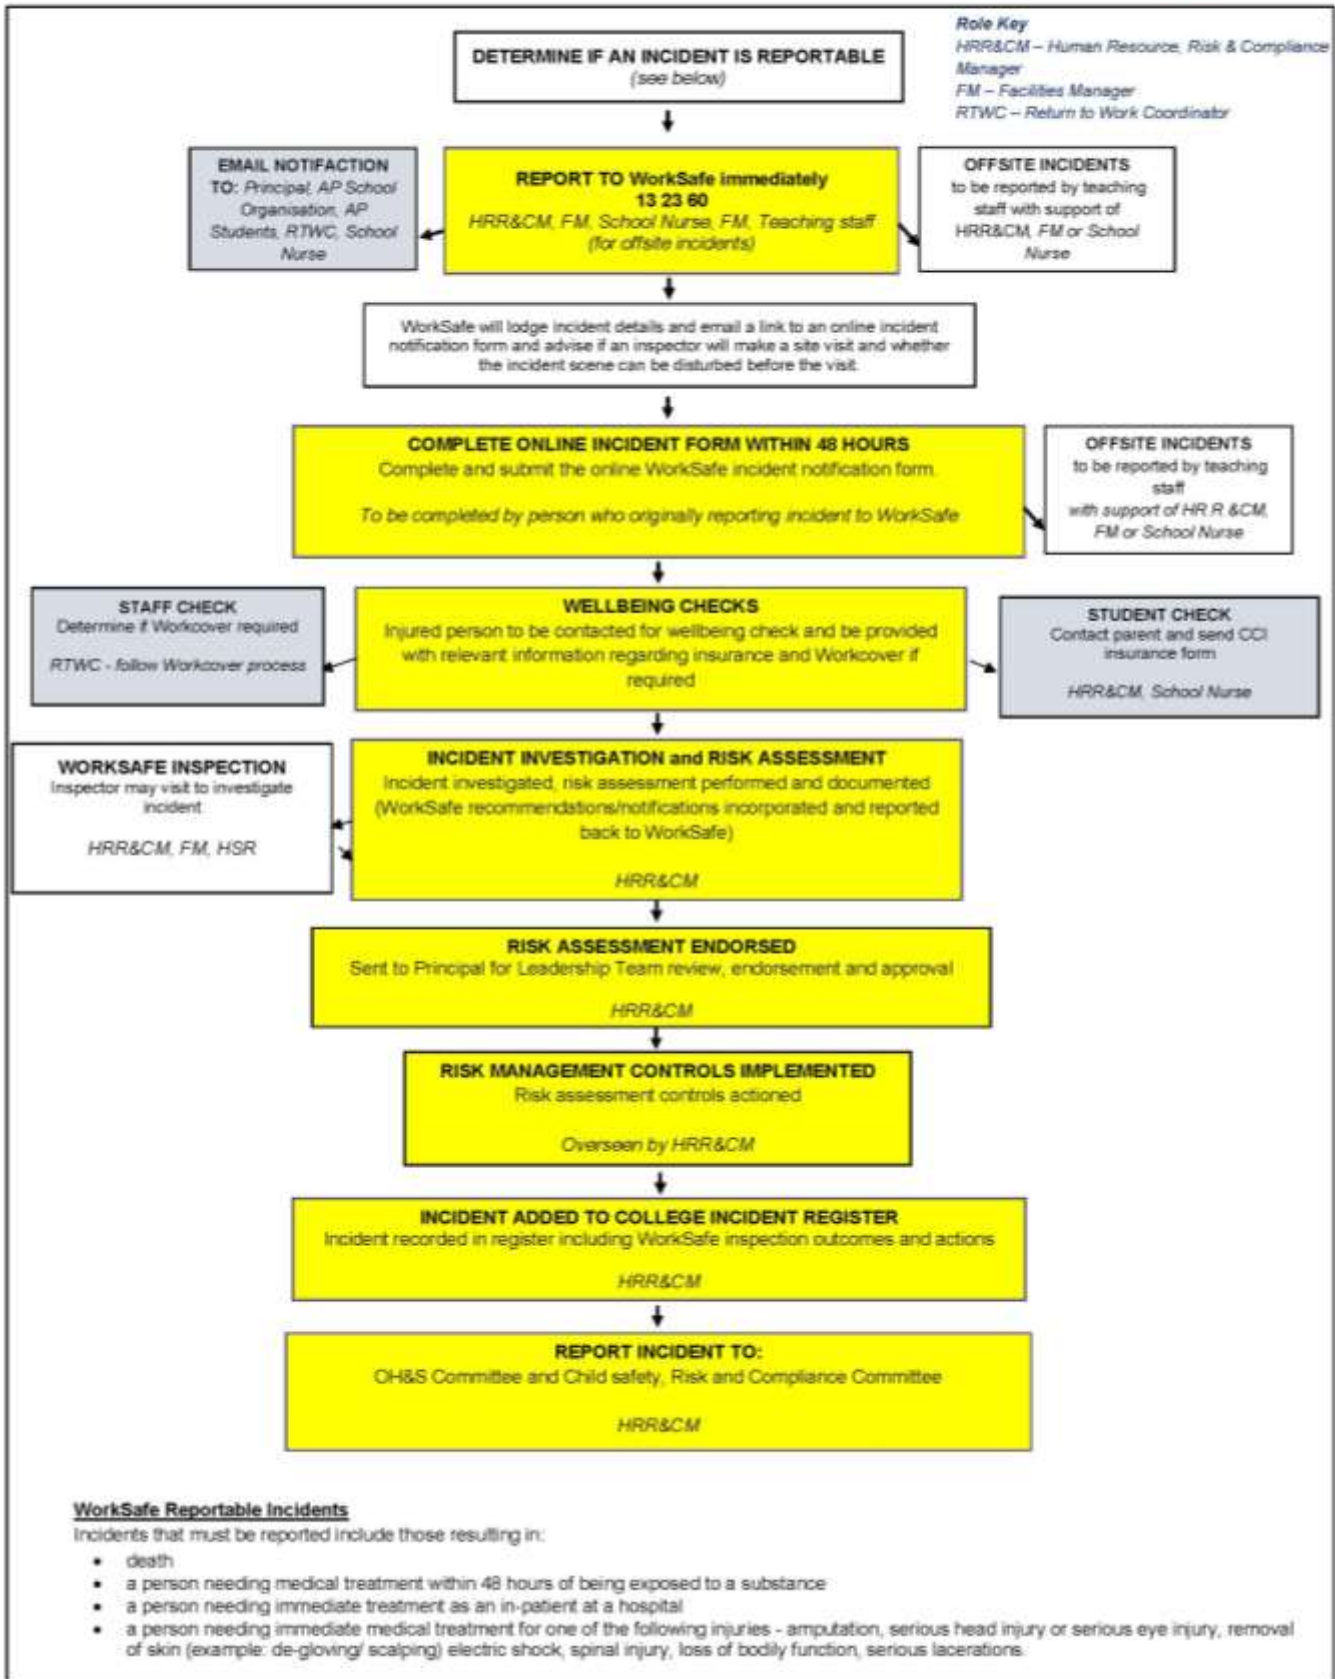 Role Key
HRR&CM – Human Resource, Risk & Compliance
Manager
FM – Facilities Manager
RTWC – Return to Work Coordinator
DETERMINE IF AN INCIDENT IS REPORTABLE
(see below)
EMAIL NOTIFACTION
TO: Principal, AP School
Organisation, AP
Students, RTWC, School
Nurse
REPORT TO WorkSafe immediately
13 23 60
HRR&CM, FM, School Nurse, FM, Teaching staff
(for offsite incidents)
OFFSITE INCIDENTS
to be reported by teaching
staff with support of
HRR&CM, FM or School
Nurse
WorkSafe will lodge incident details and email a link to an online incident
notification form and advise if an inspector will make a site visit and whether
the incident scene can be disturbed before the visit.
COMPLETE ONLINE INCIDENT FORM WITHIN 48 HOURS
Complete and submit the online WorkSafe incident notification form.
To be completed by person who originally reporting incident to WorkSafe
OFFSITE INCIDENTS
to be reported by teaching
staff
with support of HR R &CM,
FM or School Nurse
STAFF CHECK
Determine if Workcover required
RTWC - follow Workcover process
WELLBEING CHECKS
Injured person to be contacted for wellbeing check and be provided
with relevant information regarding insurance and Workcover if
required
STUDENT CHECK
Contact parent and send CCI
insurance form
HRR&CM, School Nurse
WORKSAFE INSPECTION
Inspector may visit to investigate
incident
HRR&CM, FM, HSR
INCIDENT INVESTIGATION and RISK ASSESSMENT
Incident investigated, risk assessment performed and documented
(WorkSafe recommendations/notifications incorporated and reported
back to WorkSafe)
HRR&CM
RISK ASSESSMENT ENDORSED
Sent to Principal for Leadership Team review, endorsement and approval
HRR&CM
RISK MANAGEMENT CONTROLS IMPLEMENTED
Risk assessment controls actioned
Overseen by HRR&CM
INCIDENT ADDED TO COLLEGE INCIDENT REGISTER
Incident recorded in register including WorkSafe inspection outcomes and actions
HRR&CM
REPORT INCIDENT TO:
OH&S Committee and Child safety, Risk and Compliance Committee
HRR&CM
WorkSafe Reportable Incidents
Incidents that must be reported include those resulting in:
• death
• a person needing medical treatment within 48 hours of being exposed to a substance
• a person needing immediate treatment as an in-patient at a hospital
• a person needing immediate medical treatment for one of the following injuries - amputation, serious head injury or serious eye injury, removal
of skin (example: de-gloving/ scalping) electric shock, spinal injury, loss of bodily function, serious lacerations.